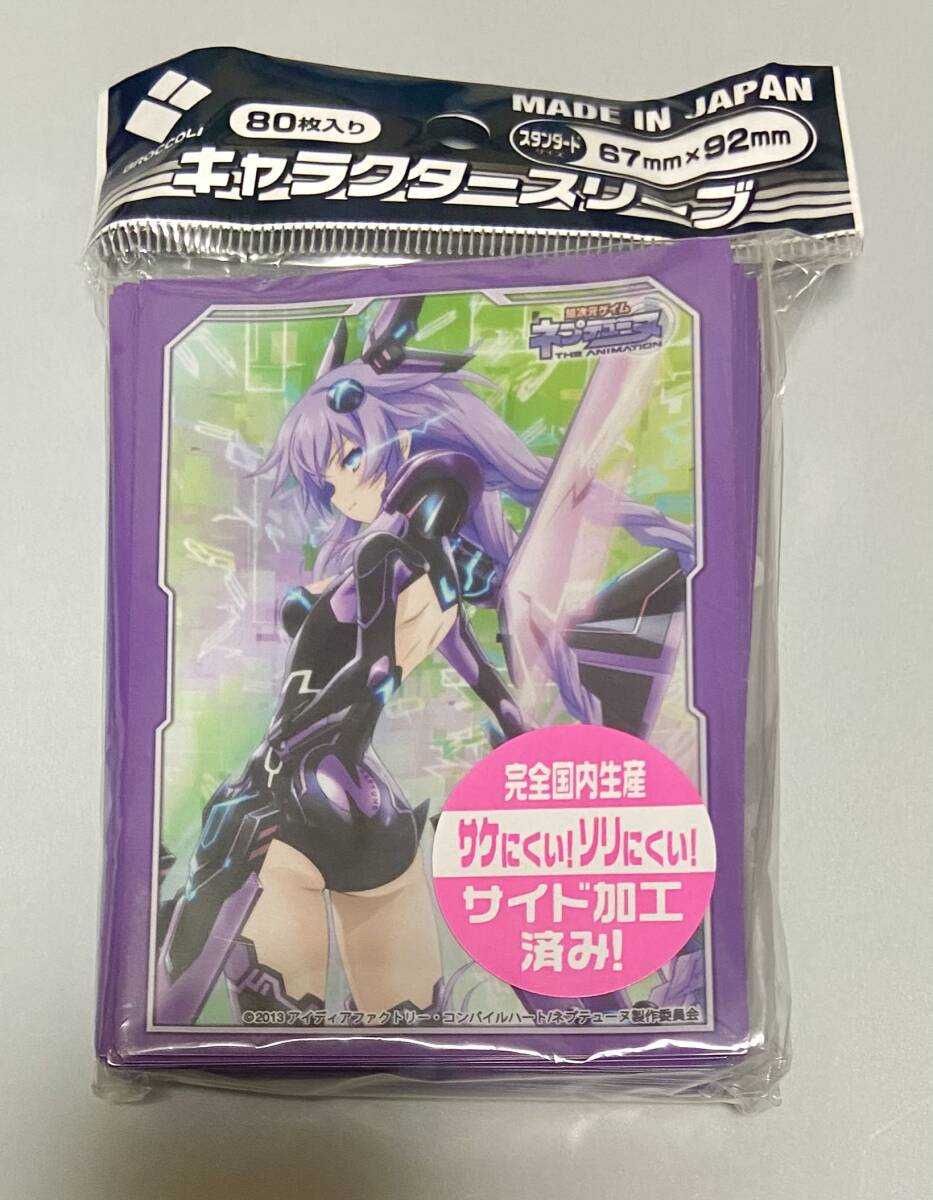 BROCCOLI
80枚入り
MADE IN JAPAN
スタンダード
サイズ
67mm×92mm
キャラクタースリーブ
超次元ゲイム
ネプテューヌ
THE ANIMATION
完全国内生産
サケにくい!ソリにくい!
サイド加工
済み!
©2013 アイディアファクトリー・コンパイルハート/ネプテューヌ製作委員会